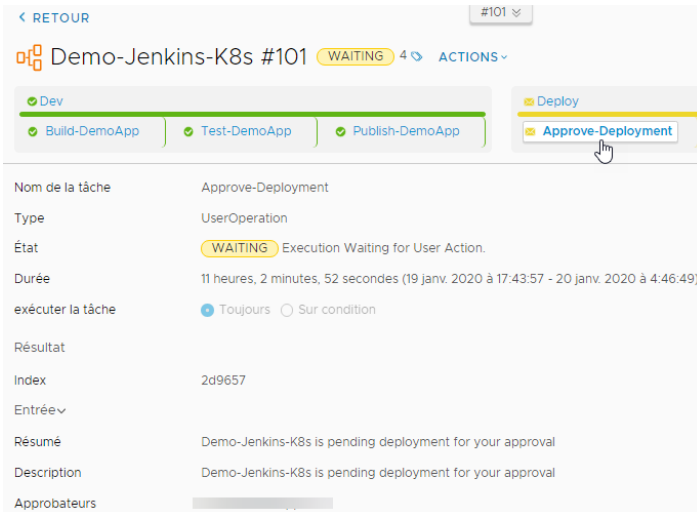 RETOUR
#101
Demo-Jenkins-K8s #101 WAITING 4 ACTIONS
Dev
Deploy
Build-DemoApp Test-DemoApp Publish-DemoApp Approve-Deployment
Nom de la tâche Approve-Deployment
Type UserOperation
État WAITING Execution Waiting for User Action.
Durée 11 heures, 2 minutes, 52 secondes (19 janv. 2020 à 17:43:57 - 20 janv. 2020 à 4:46:49)
exécuter la tâche Toujours Sur condition
Résultat
Index 2d9657
Entrée
Résumé Demo-Jenkins-K8s is pending deployment for your approval
Description Demo-Jenkins-K8s is pending deployment for your approval
Approbateurs